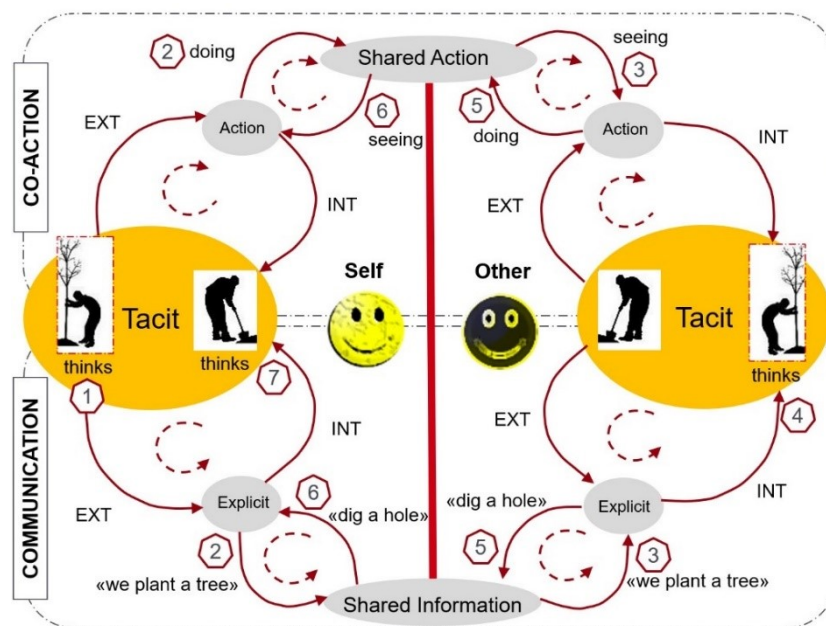 2 doing
Shared Action
seeing
3
EXT
Action
6
seeing
5
doing
Action
INT
CO-ACTION
INT
EXT
Self
Other
Tacit
Tacit
thinks
thinks
thinks
1
7
4
COMMUNICATION
INT
EXT
EXT
Explicit
6
«dig a hole»
«dig a hole»
Explicit
INT
2
«we plant a tree»
5
3
«we plant a tree»
Shared Information